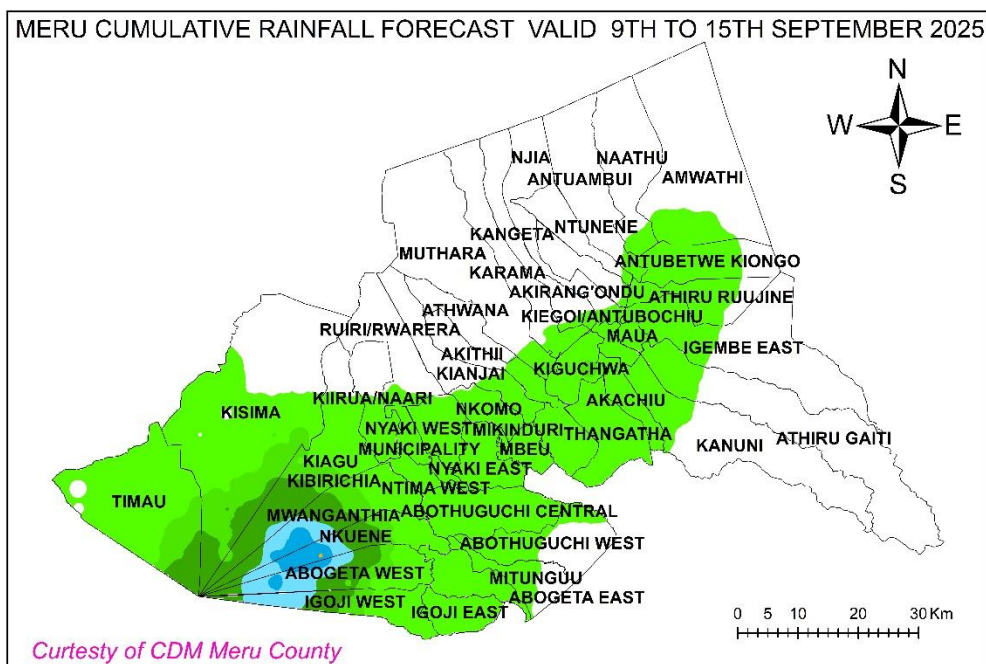 MERU CUMULATIVE RAINFALL FORECAST VALID 9TH TO 15TH SEPTEMBER 2025
N
W E
S
NJIA
NAATHU
ANTUAMBUI
AMWATHI
NTUNENE
KANGETA
MUTHARA
ANTUBETWE KIONGO
KARAMA
AKIRANG'ONDU
ATHIRU RUUJINE
ATHWANA
KIEGOI/ANTUBOCHIU
RUIRI/RWARERA
MAUA
IGEMBE EAST
AKITHII
KIANJAI
KIGUCHWA
KIIRUA/NAARI
AKACHIU
KISIMA
NKOMO
NYAKI WEST
MIKINDURI
THANGATHA
ATHIRU GAITI
MUNICIPALITY
MBEU
KANUNI
KIAGU
NYAKI EAST
KIBIRICHIA
NTIMA WEST
TIMAU
MWANGANTHIA
ABOTHUGUCHI CENTRAL
NKUENE
ABOTHUGUCHI WEST
ABOGETA WEST
MITUNGUU
IGOJI WEST
ABOGETA EAST
IGOJI EAST
0 5 10 20 30 Km
Curtesty of CDM Meru County